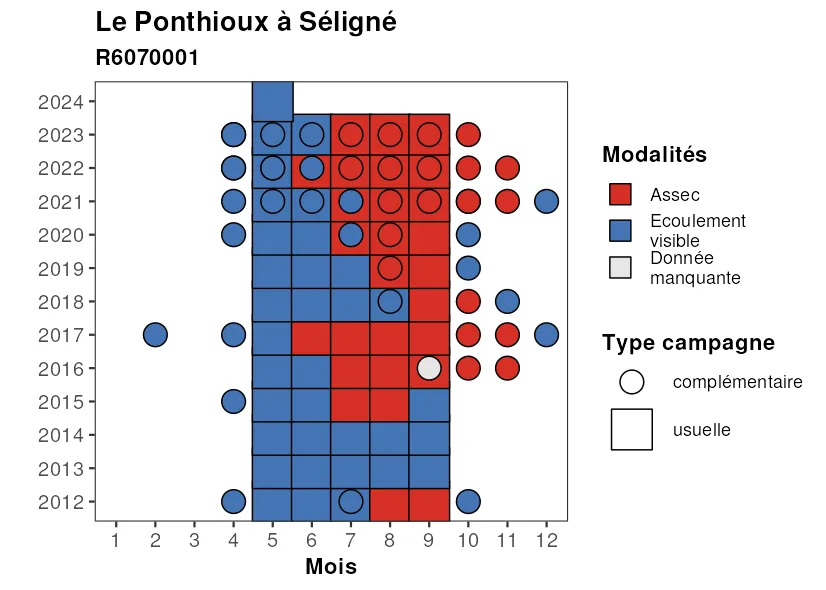 Le Ponthioux à Séligné
R6070001
2024
2023
2022
2021
2020
2019
2018
2017
2016
2015
2014
2013
2012
1 2 3 4 5 6 7 8 9 10 11 12
Mois
Modalités
Assec
Ecoulement
visible
Donnée
manquante
Type campagne
complémentaire
usuelle